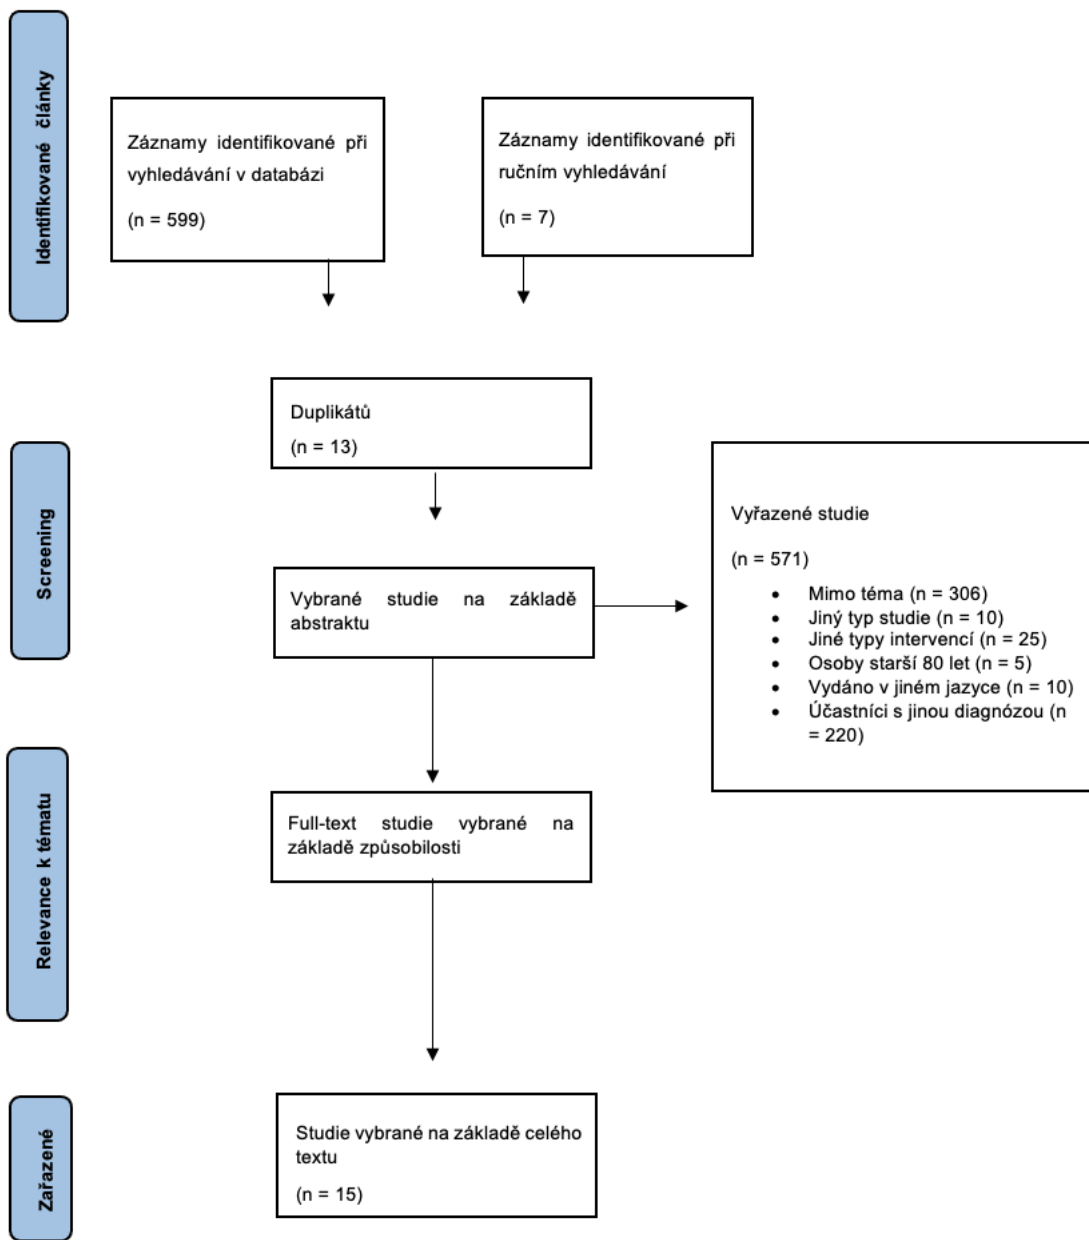 Identifikované články
Záznamy identifikované při
vyhledávání v databázi
(n = 599)
Záznamy identifikované při
ručním vyhledávání
(n = 7)
Duplikátů
(n = 13)
Screening
Vybrané studie na základě
abstraktu
Vyřazené studie
(n = 571)
• Mimo téma (n = 306)
• Jiný typ studie (n = 10)
• Jiné typy intervencí (n = 25)
• Osoby starší 80 let (n = 5)
• Vydáno v jiném jazyce (n = 10)
• Účastníci s jinou diagnózou (n
= 220)
Relevance k tématu
Full-text studie vybrané na
základě způsobilosti
Zařazené
Studie vybrané na základě celého
textu
(n = 15)